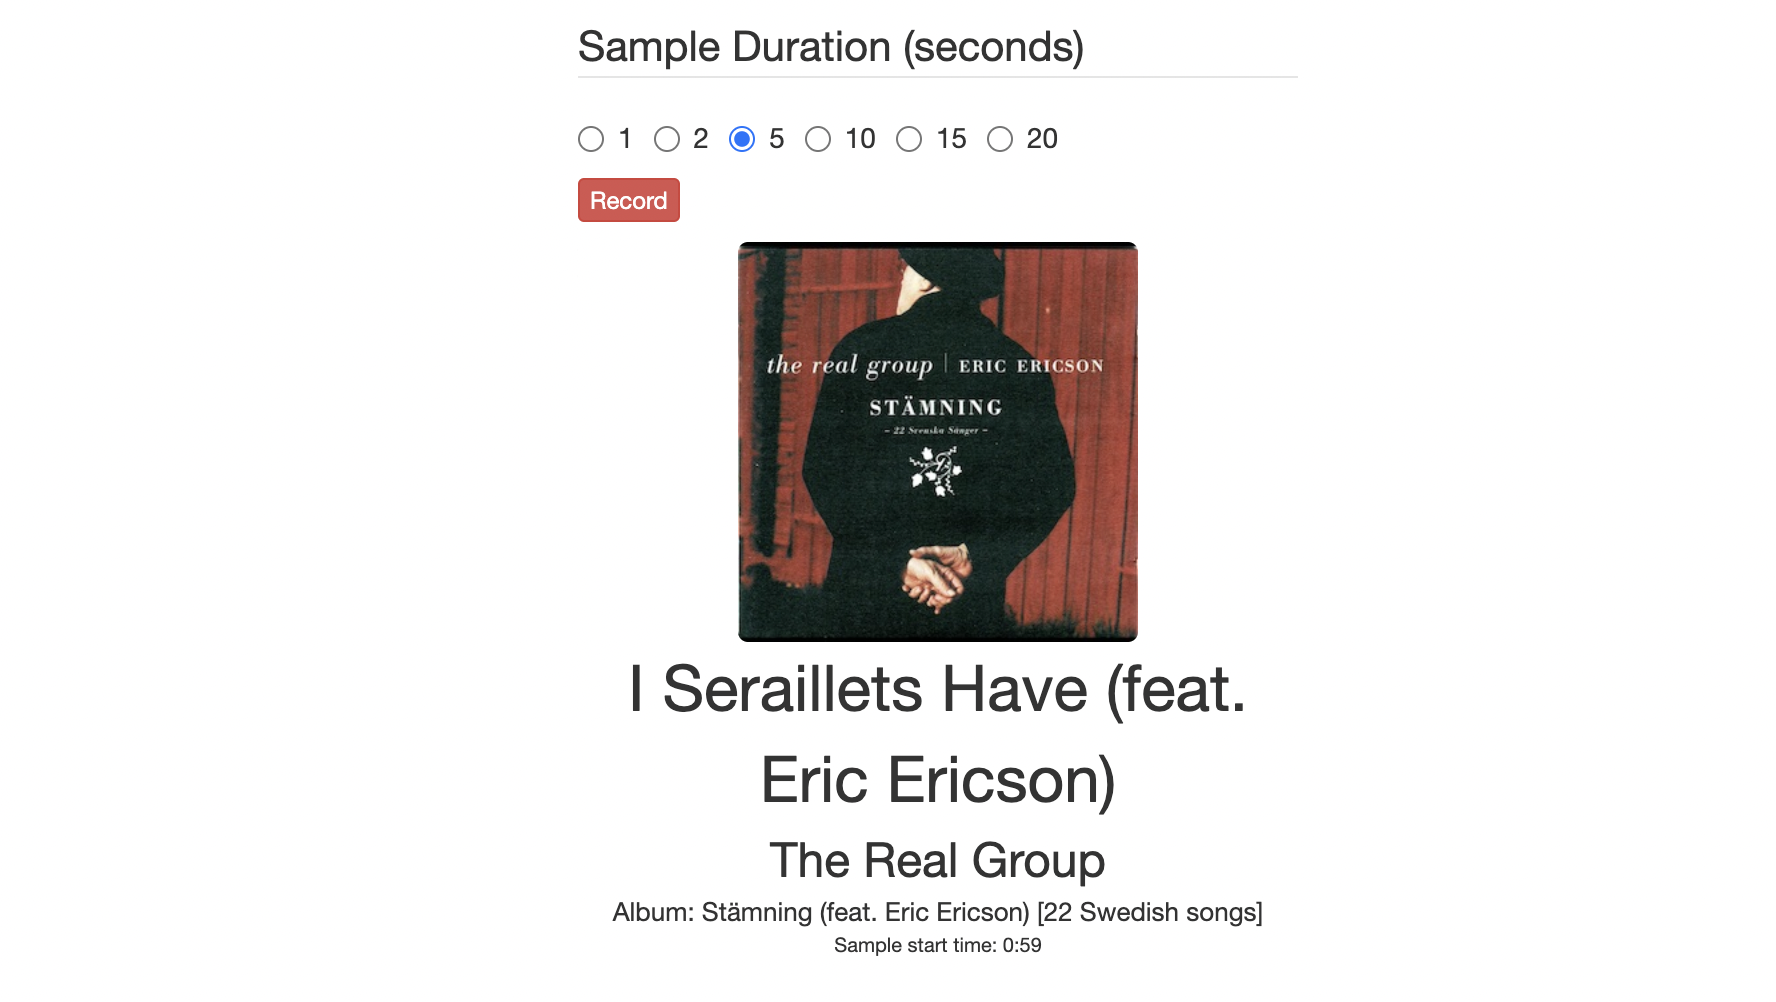 Sample Duration (seconds)
1 2 5 10 15 20
Record
the real group | ERIC ERICSON
STÄMNING
– 22 Svenska Sånger –
I Seraillets Have (feat.
Eric Ericson)
The Real Group
Album: Stämning (feat. Eric Ericson) [22 Swedish songs]
Sample start time: 0:59